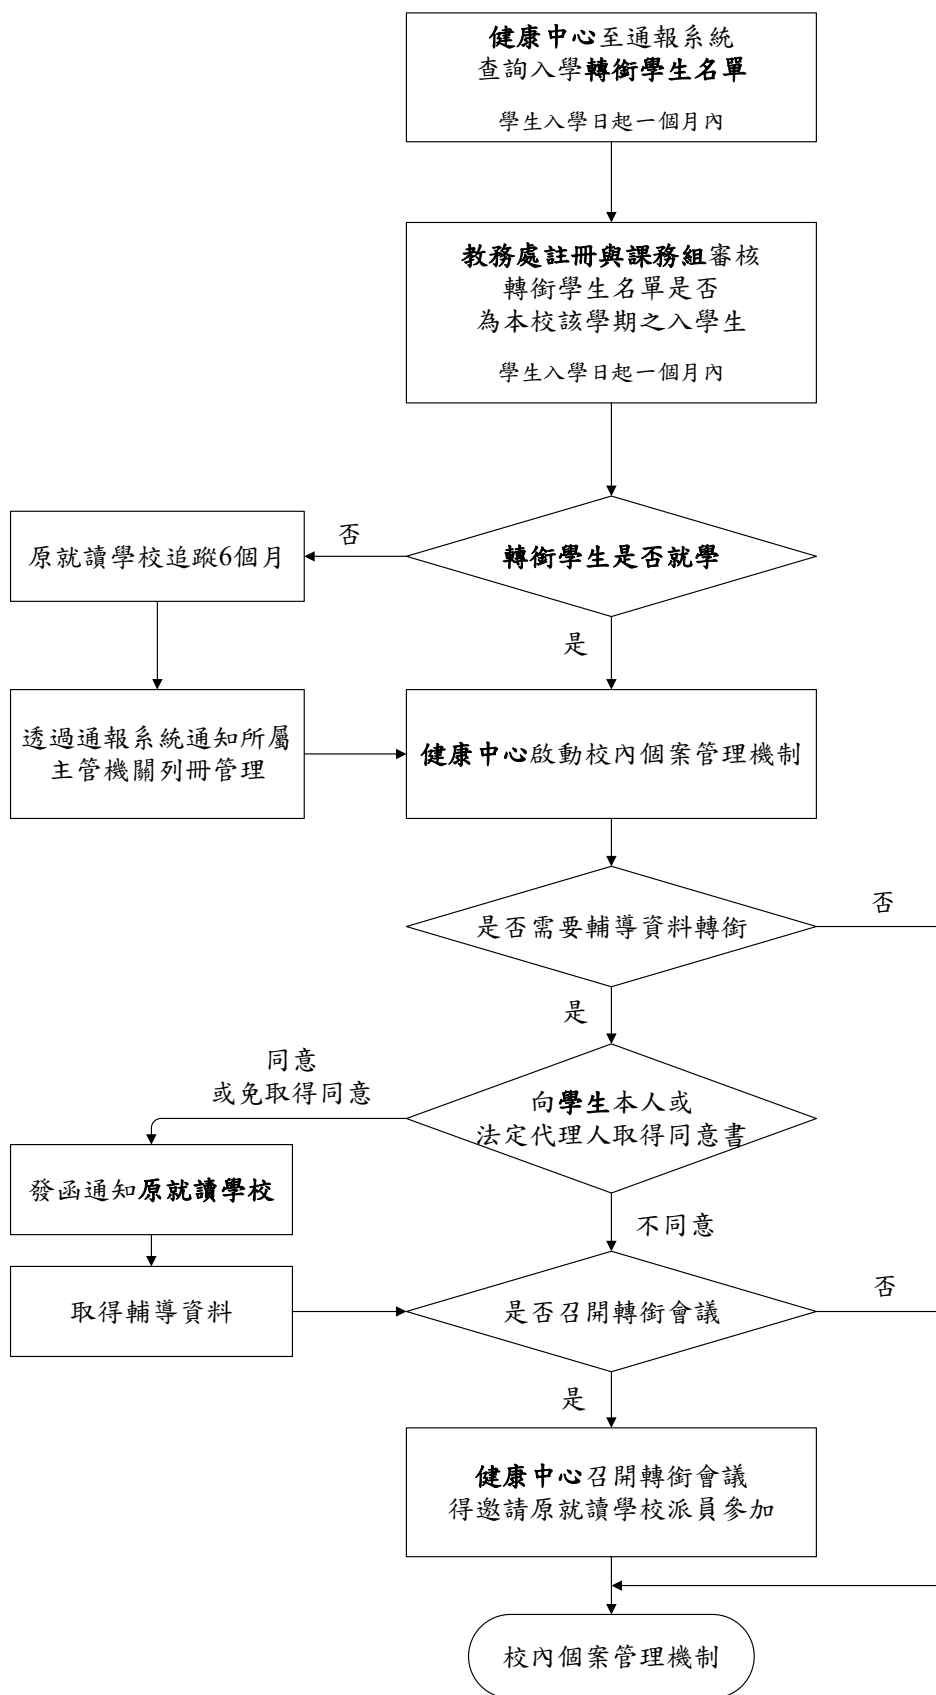 健康中心至通報系統
查詢入學轉銜學生名單
學生入學日起一個月內
教務處註冊與課務組審核
轉銜學生名單是否
為本校該學期之入學生
學生入學日起一個月內
轉銜學生是否就學
否
原就讀學校追蹤6個月
是
透過通報系統通知所屬
主管機關列冊管理
健康中心啟動校內個案管理機制
是否需要輔導資料轉銜
否
是
向學生本人或
法定代理人取得同意書
同意
或免取得同意
發函通知原就讀學校
不同意
取得輔導資料
是否召開轉銜會議
否
是
健康中心召開轉銜會議
得邀請原就讀學校派員參加
校內個案管理機制